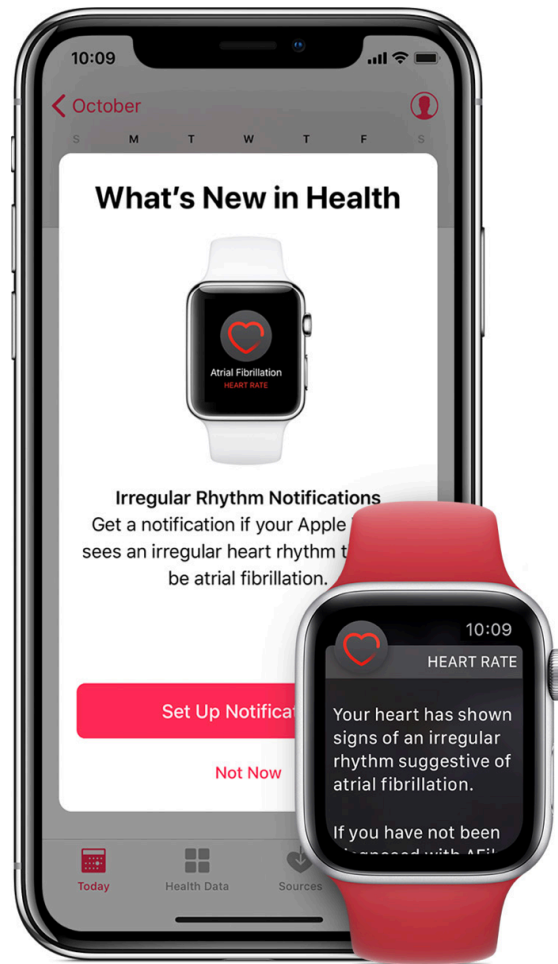 10:09
October
S M T W T F S
What's New in Health
Atrial Fibrillation
HEART RATE
Irregular Rhythm Notifications
Get a notification if your Apple
sees an irregular heart rhythm
be atrial fibrillation.
Set Up
Not Now
Today
Health Data
Sources
10:09
HEART RATE
Your heart has shown
signs of an irregular
rhythm suggestive of
atrial fibrillation.
If you have not been